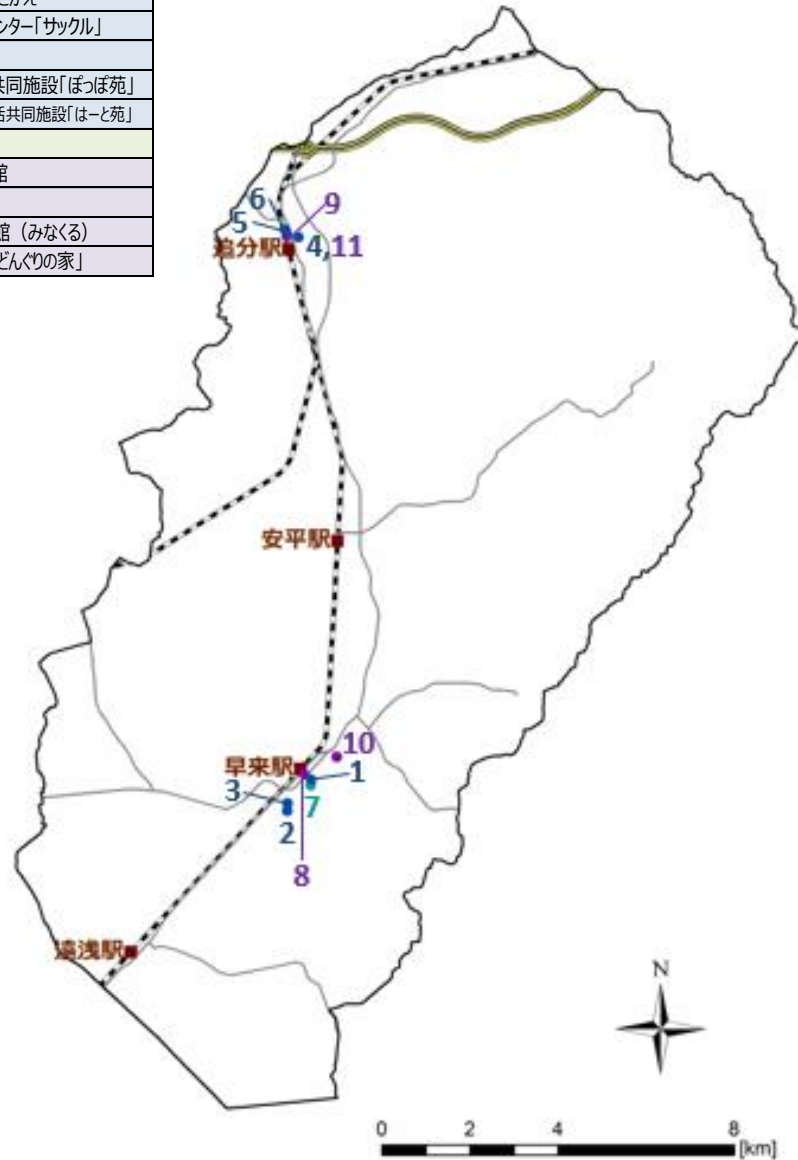 ンター「サックル」
共同施設「ぽっぽ苑」
活共同施設「はーと苑」
館
館（みなくる）
どんぐりの家」
6
9
5
追分駅
4,11
安平駅
10
早来駅
1
3
7
2
8
遠浅駅
N
0 2 4 8
[km]